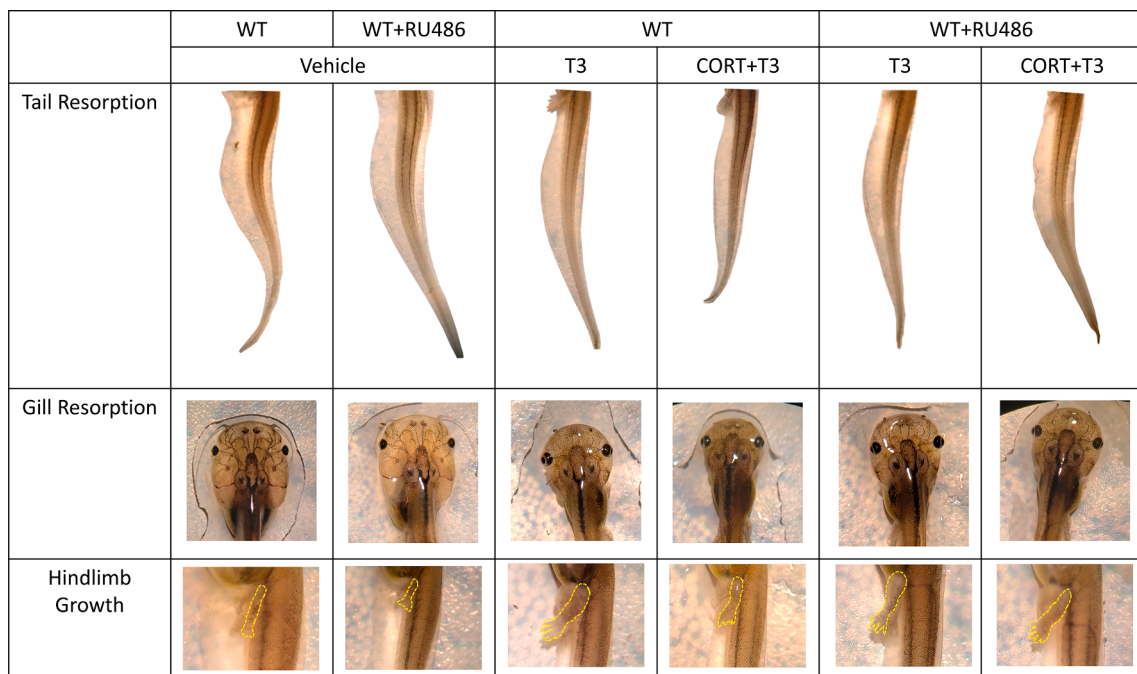 WT WT+RU486 WT WT+RU486
Vehicle T3 CORT+T3 T3 CORT+T3
Tail Resorption
Gill Resorption
Hindlimb
Growth